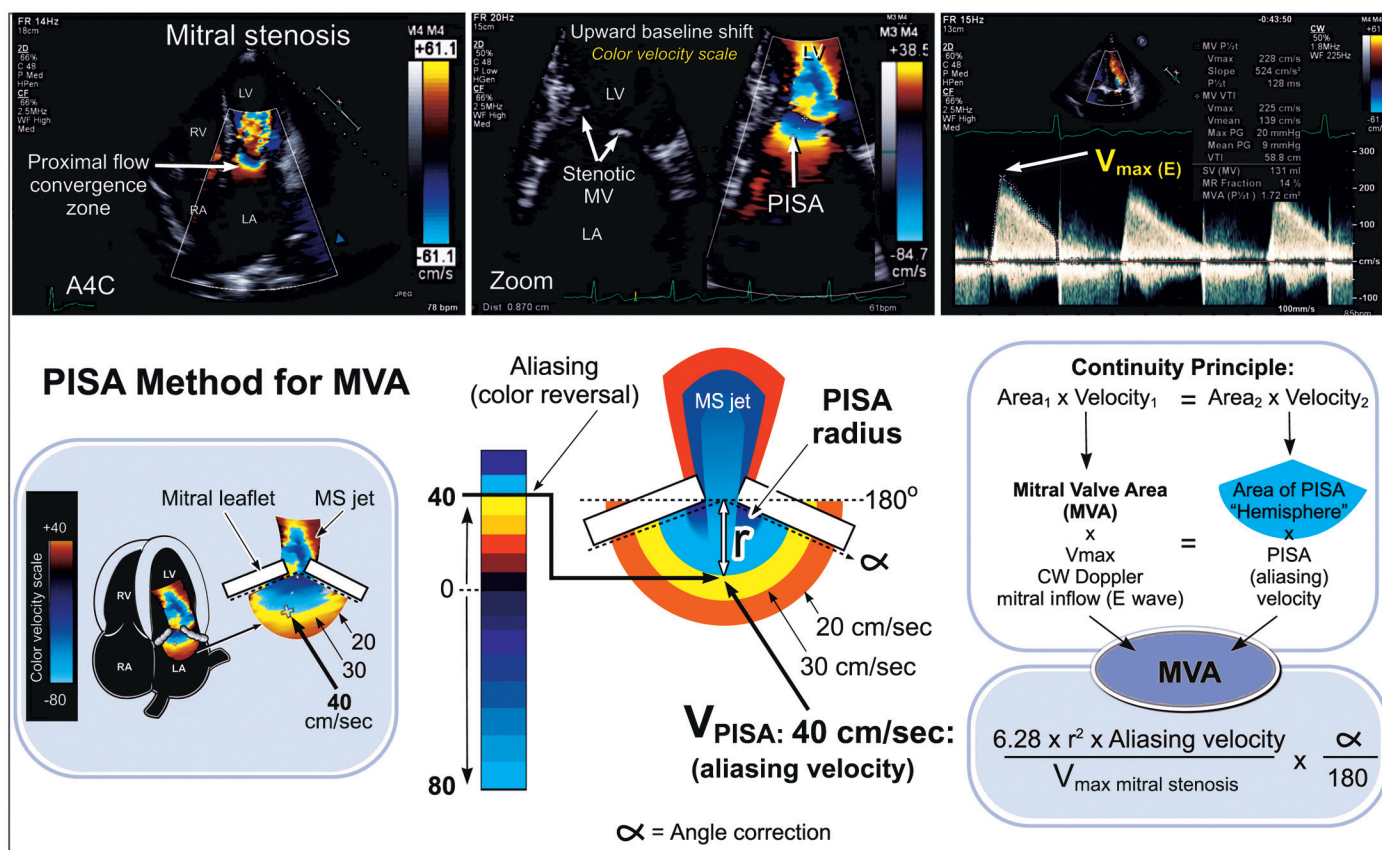 FR 14Hz
18cm
2D
66%
C 48
P Med
HPen
CF
66%
2.5MHz
WF High
Med
Mitral stenosis
M4 M4
+61.1
-61.1
cm/s
LV
RV
RA
LA
Proximal flow
convergence
zone
A4C
JPEG
78 bpm
FR 20Hz
15cm
2D
50%
C 48
P Low
HGen
CF
66%
2.5MHz
WF High
Med
Upward baseline shift
Color velocity scale
M3 M4
M3 M4
+38.5
-84.7
cm/s
LV
LV
Stenotic
MV
PISA
LA
Zoom
Dist 0.870 cm
61bpm
FR 15Hz
13cm
2D
60%
C 48
P Med
HPen
CF
66%
2.5MHz
WF High
Med
-0:43:50
M4 M4
+61
-61
cm/s
CW
50%
1.8MHz
WF 225Hz
MV P½t
Vmax 228 cm/s
Slope 524 cm/s²
P½t 128 ms
MV VTI
Vmax 225 cm/s
Vmean 139 cm/s
Max PG 20 mmHg
Mean PG 9 mmHg
VTI 58.8 cm
SV (MV) 131 ml
MR Fraction 14 %
MVA (P½t) 1.72 cm²
Vmax (E)
300
200
100
cm/s
-100
100mm/s
85bpm
PISA Method for MVA
Color velocity scale
+40
-80
Mitral leaflet
MS jet
LV
RV
RA
LA
20
30
40
cm/sec
Aliasing
(color reversal)
40
0
80
MS jet
PISA
radius
180º
r
α
20 cm/sec
30 cm/sec
VPISA: 40 cm/sec:
(aliasing velocity)
α = Angle correction
Continuity Principle:
Area₁ x Velocity₁ = Area₂ x Velocity₂
Mitral Valve Area
(MVA)
x
Vmax
CW Doppler
mitral inflow (E wave)
=
Area of PISA
“Hemisphere”
x
PISA
(aliasing)
velocity
MVA
6.28 x r² x Aliasing velocity
Vmax mitral stenosis
x
α
180